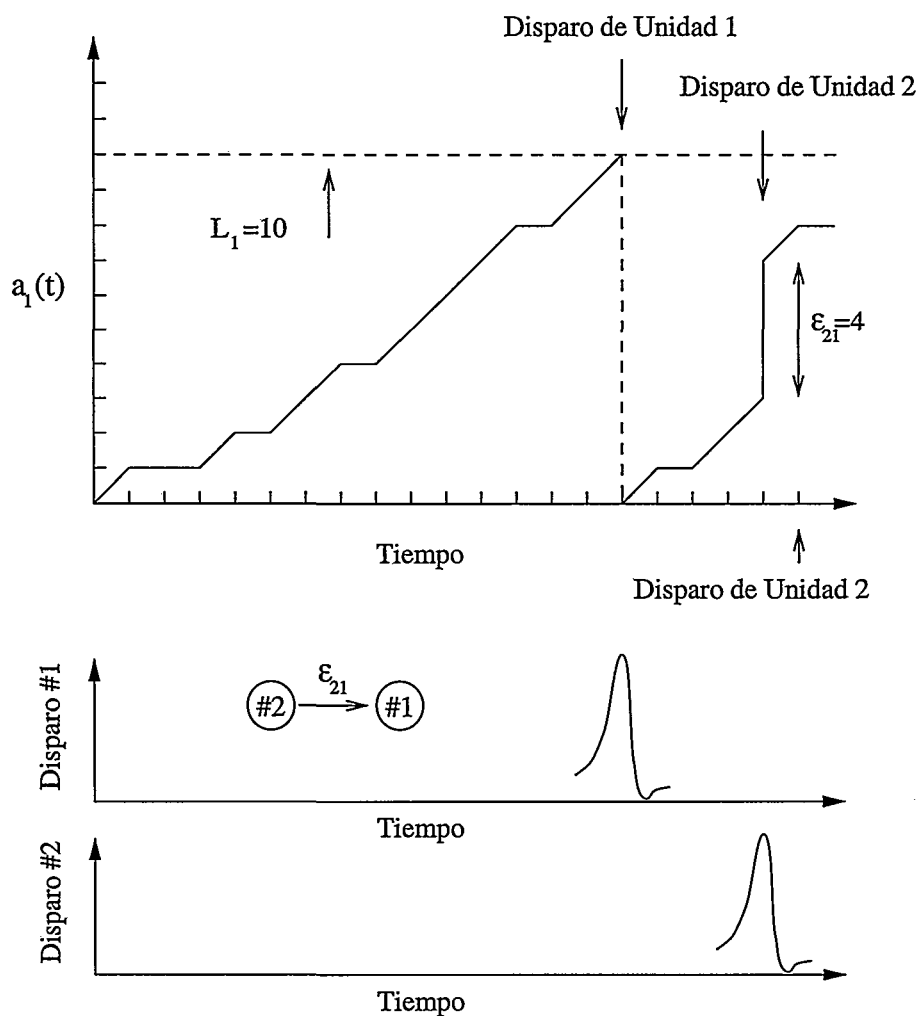 Disparo de Unidad 1
Disparo de Unidad 2
L₁=10
a₁(t)
ε₂₁=4
Tiempo
Disparo de Unidad 2
Disparo #1
ε₂₁
#2
#1
Tiempo
Disparo #2
Tiempo